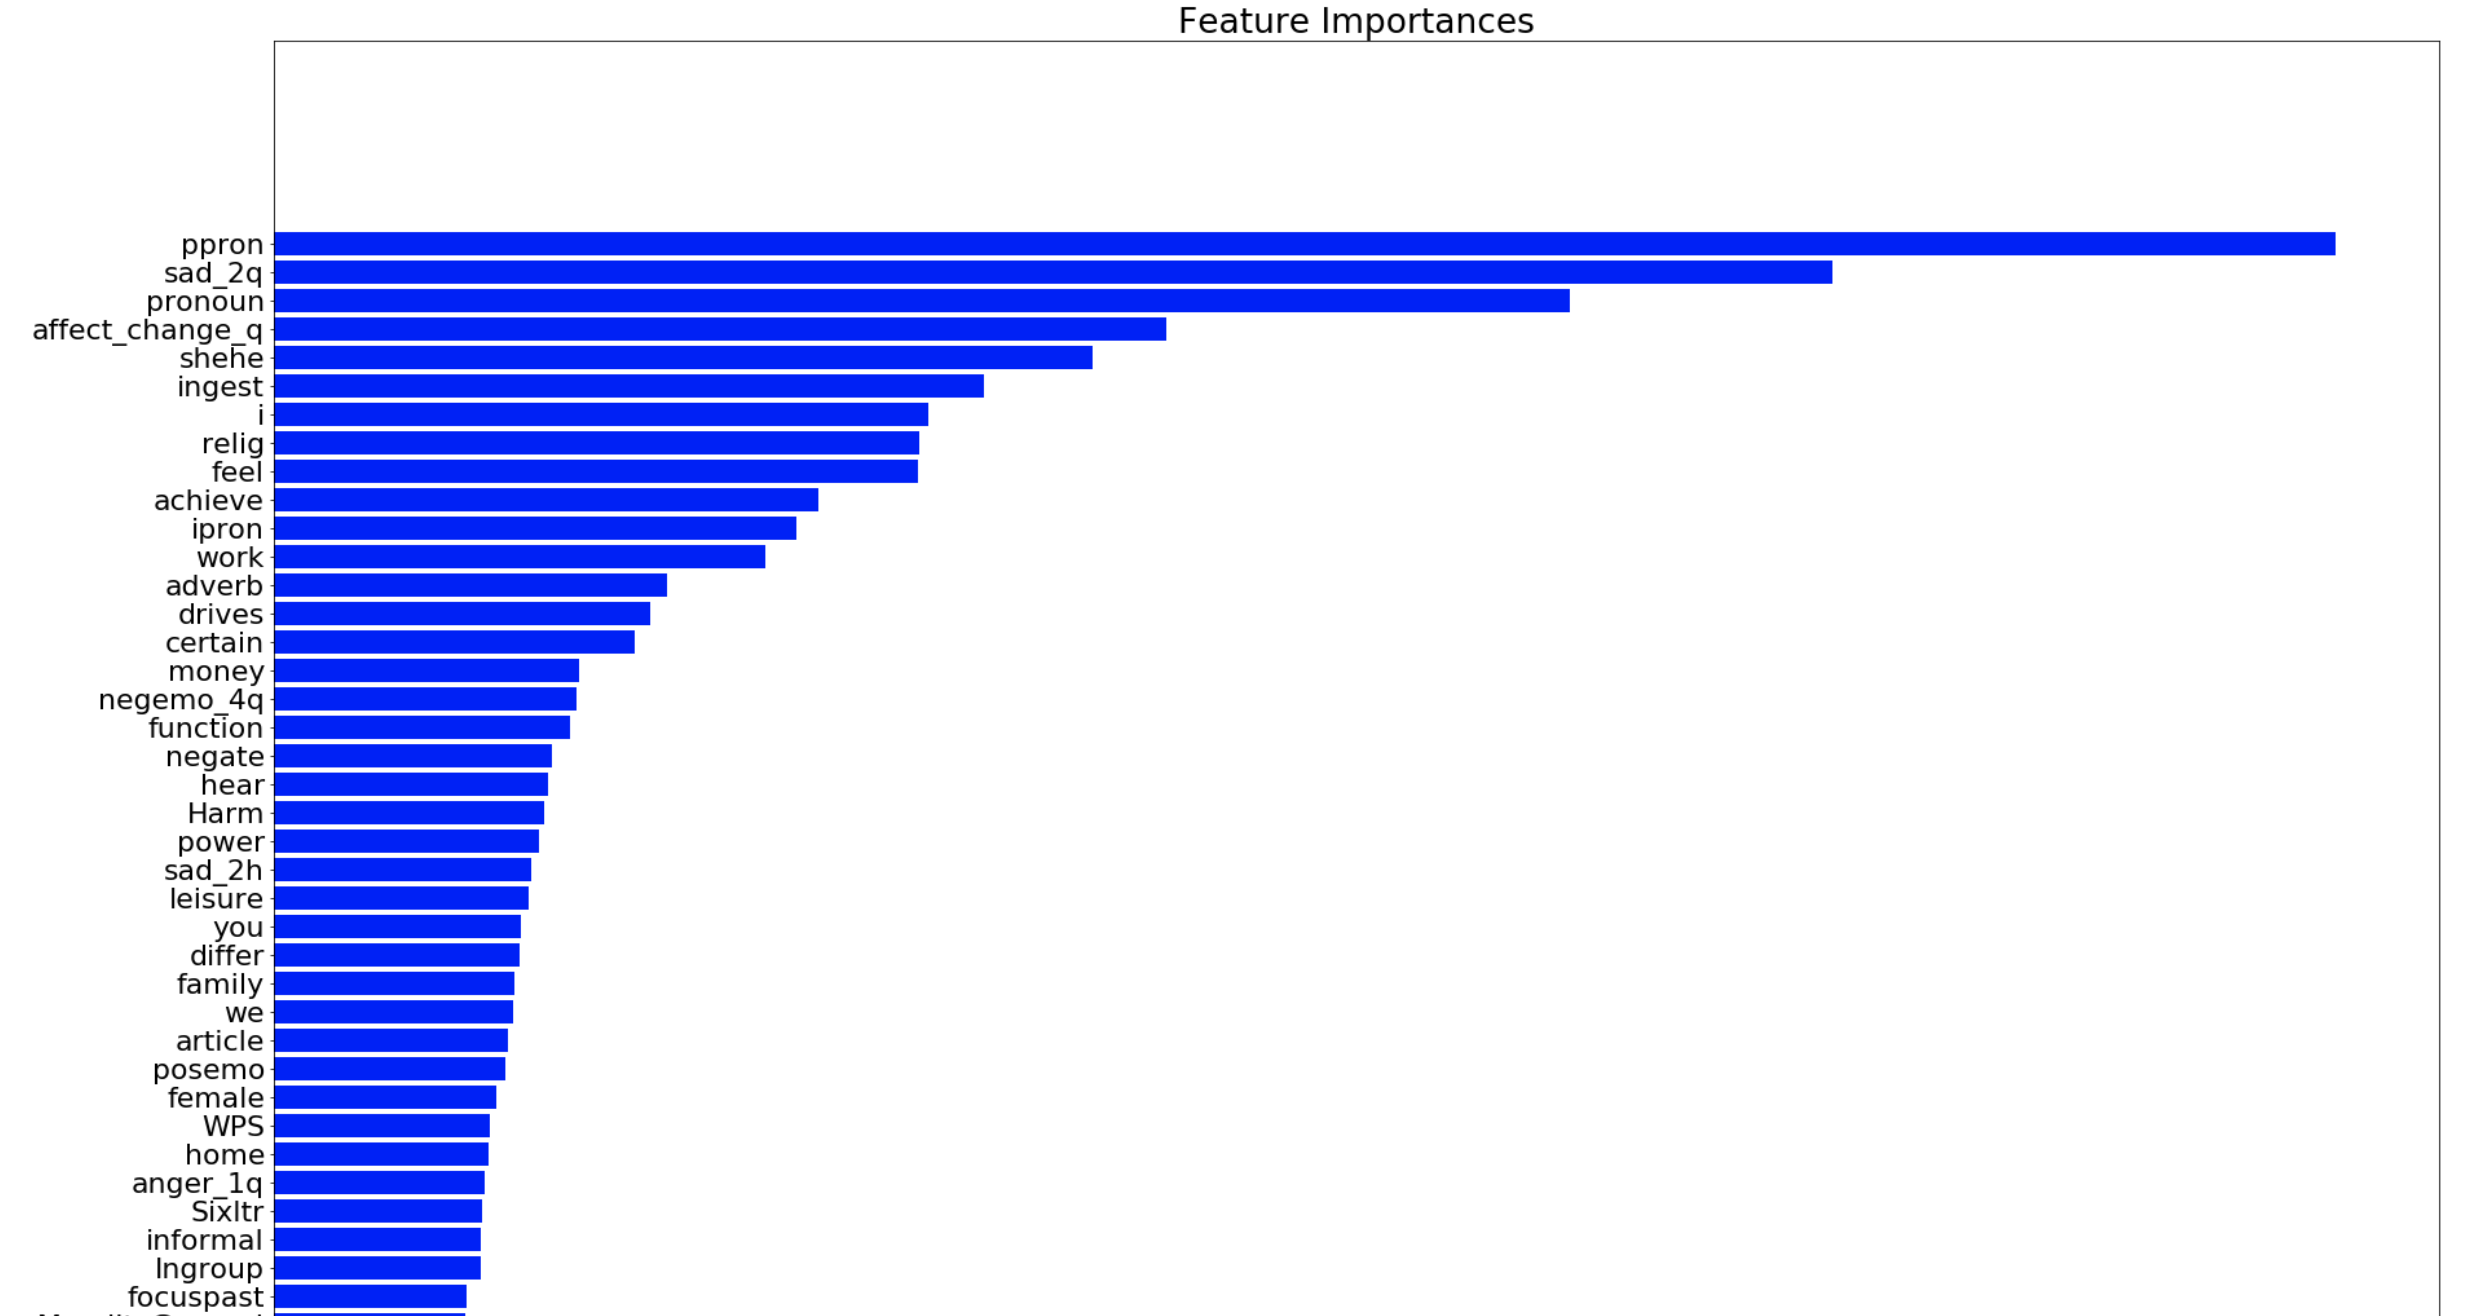 Feature Importances
ppron
sad_2q
pronoun
affect_change_q
shehe
ingest
i
relig
feel
achieve
ipron
work
adverb
drives
certain
money
negemo_4q
function
negate
hear
Harm
power
sad_2h
leisure
you
differ
family
we
article
posemo
female
WPS
home
anger_1q
Sixltr
informal
Ingroup
focuspast